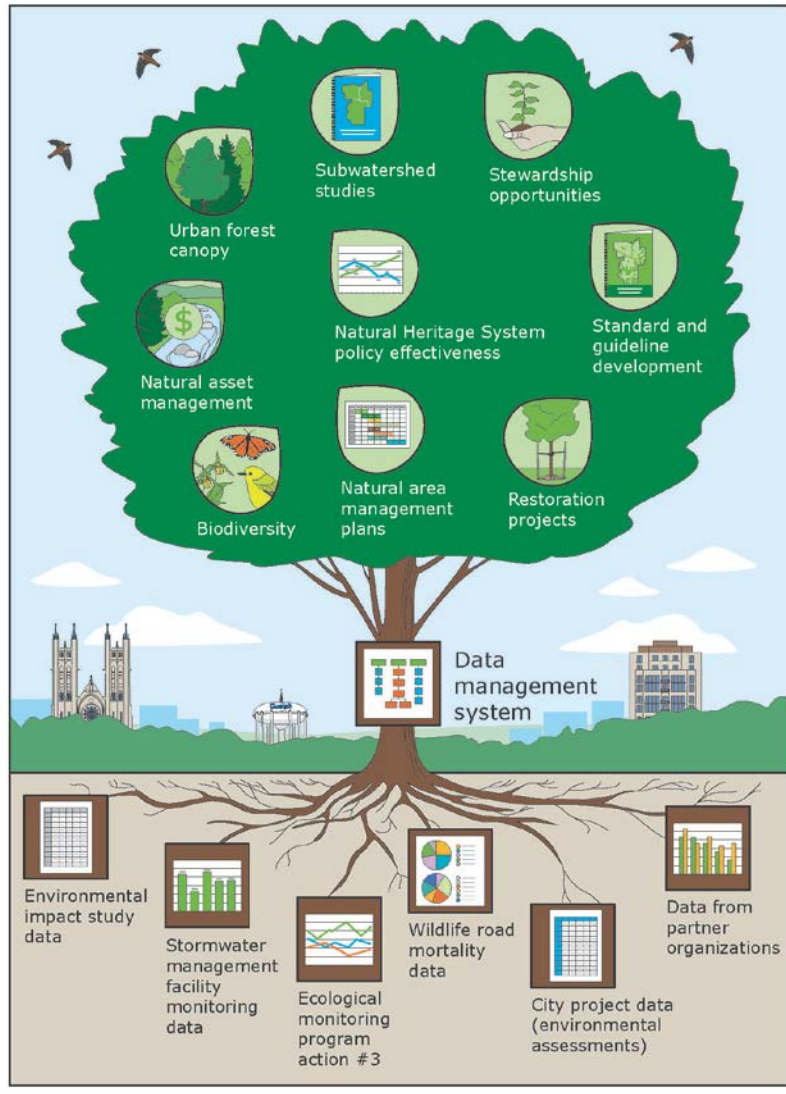 Subwatershed
studies
Stewardship
opportunities
Urban forest
canopy
Natural Heritage System
policy effectiveness
Standard and
guideline
development
Natural asset
management
Natural area
management
plans
Restoration
projects
Biodiversity
Data
management
system
Guelph
Environmental
impact study
data
Stormwater
management
facility
monitoring
data
Ecological
monitoring
program
action #3
Wildlife road
mortality
data
City project data
(environmental
assessments)
Data from
partner
organizations